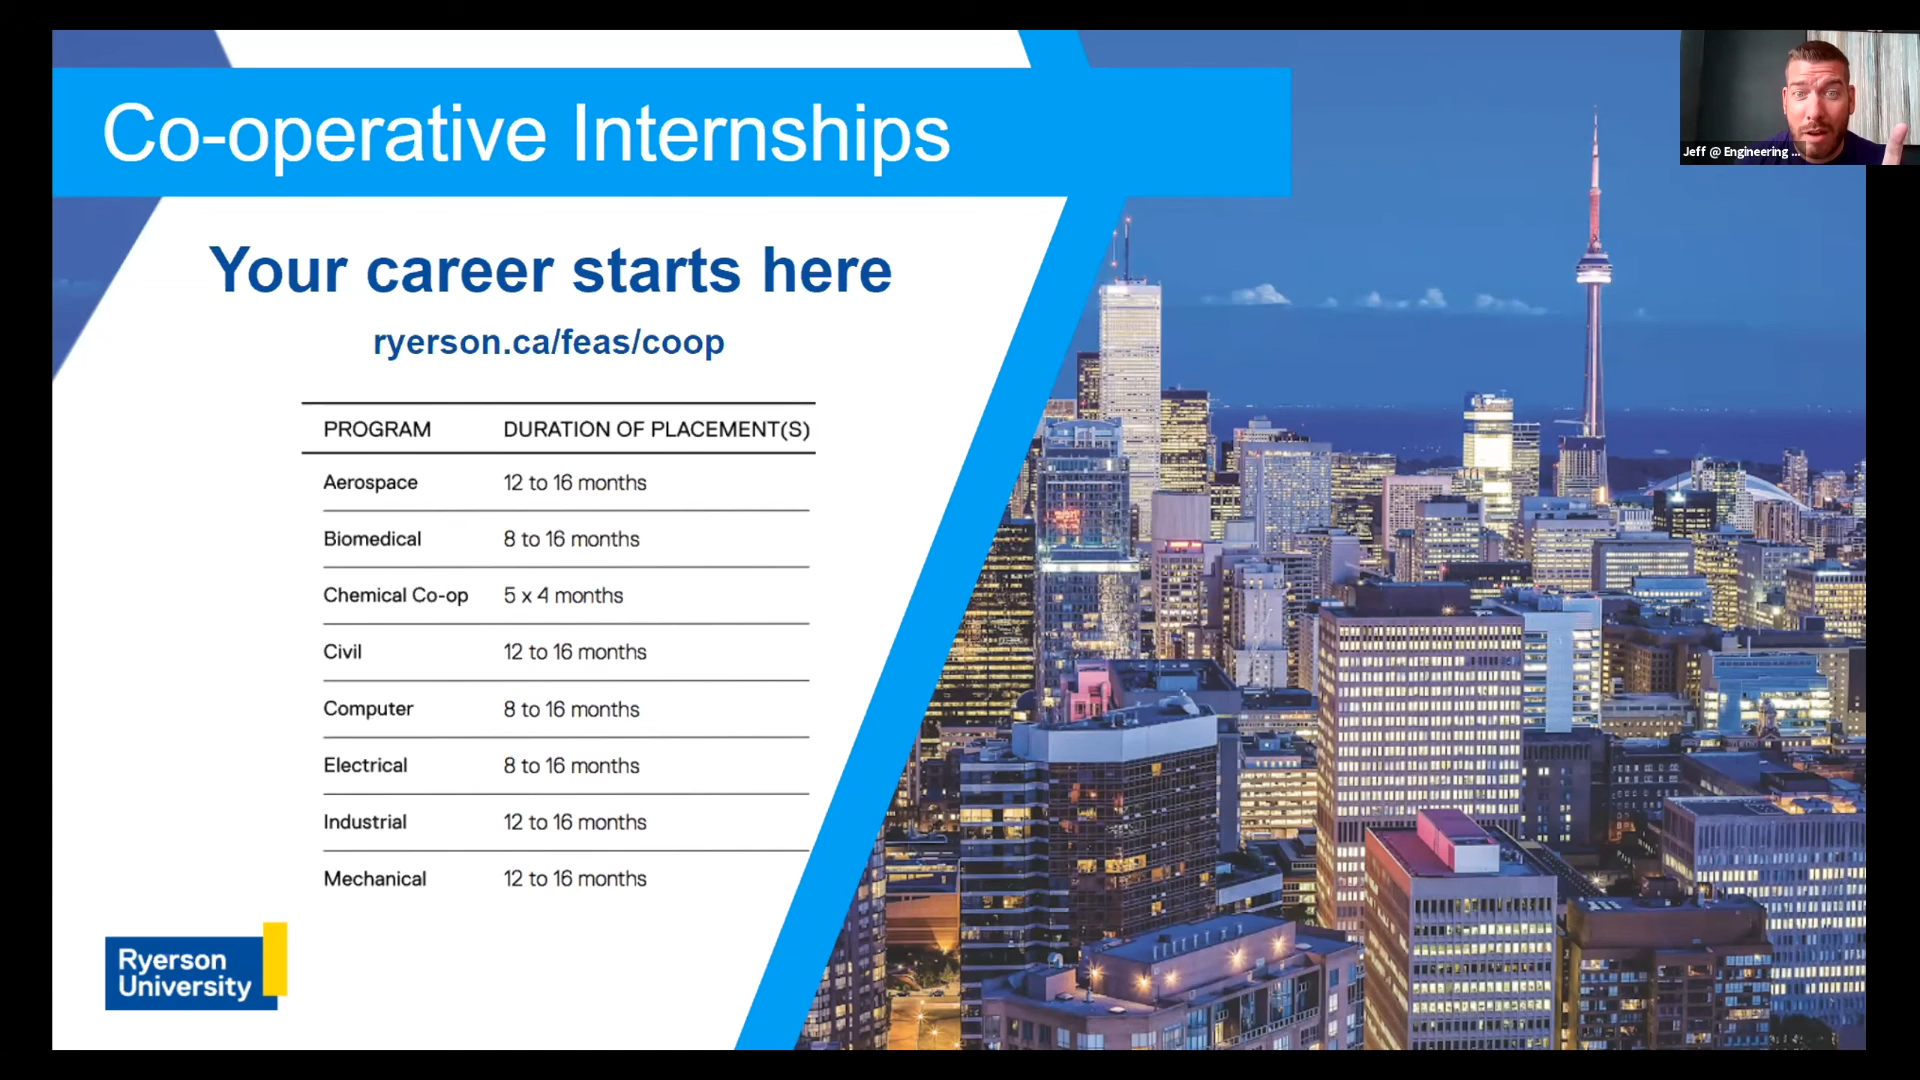 Co-operative Internships
Jeff @ Engineering ...
Your career starts here
ryerson.ca/feas/coop
PROGRAM DURATION OF PLACEMENT(S)
Aerospace 12 to 16 months
Biomedical 8 to 16 months
Chemical Co-op 5 x 4 months
Civil 12 to 16 months
Computer 8 to 16 months
Electrical 8 to 16 months
Industrial 12 to 16 months
Mechanical 12 to 16 months
Ryerson
University